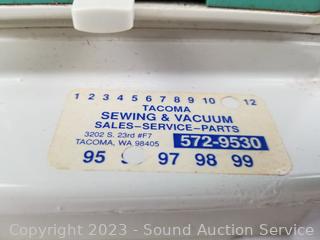 1 2 3 4 5 6 7 8 9 10 12
TACOMA
SEWING & VACUUM
SALES-SERVICE-PARTS
3202 S. 23rd #F7
TACOMA, WA 98405
572-9530
95 97 98 99
Copyright © 2023 - Sound Auction Service